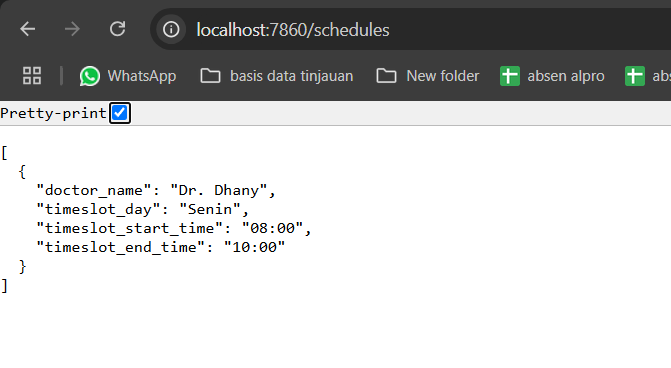 localhost:7860/schedules
WhatsApp basis data tinjauan New folder absen alpro abs
Pretty-print
[
  {
    "doctor_name": "Dr. Dhany",
    "timeslot_day": "Senin",
    "timeslot_start_time": "08:00",
    "timeslot_end_time": "10:00"
  }
]